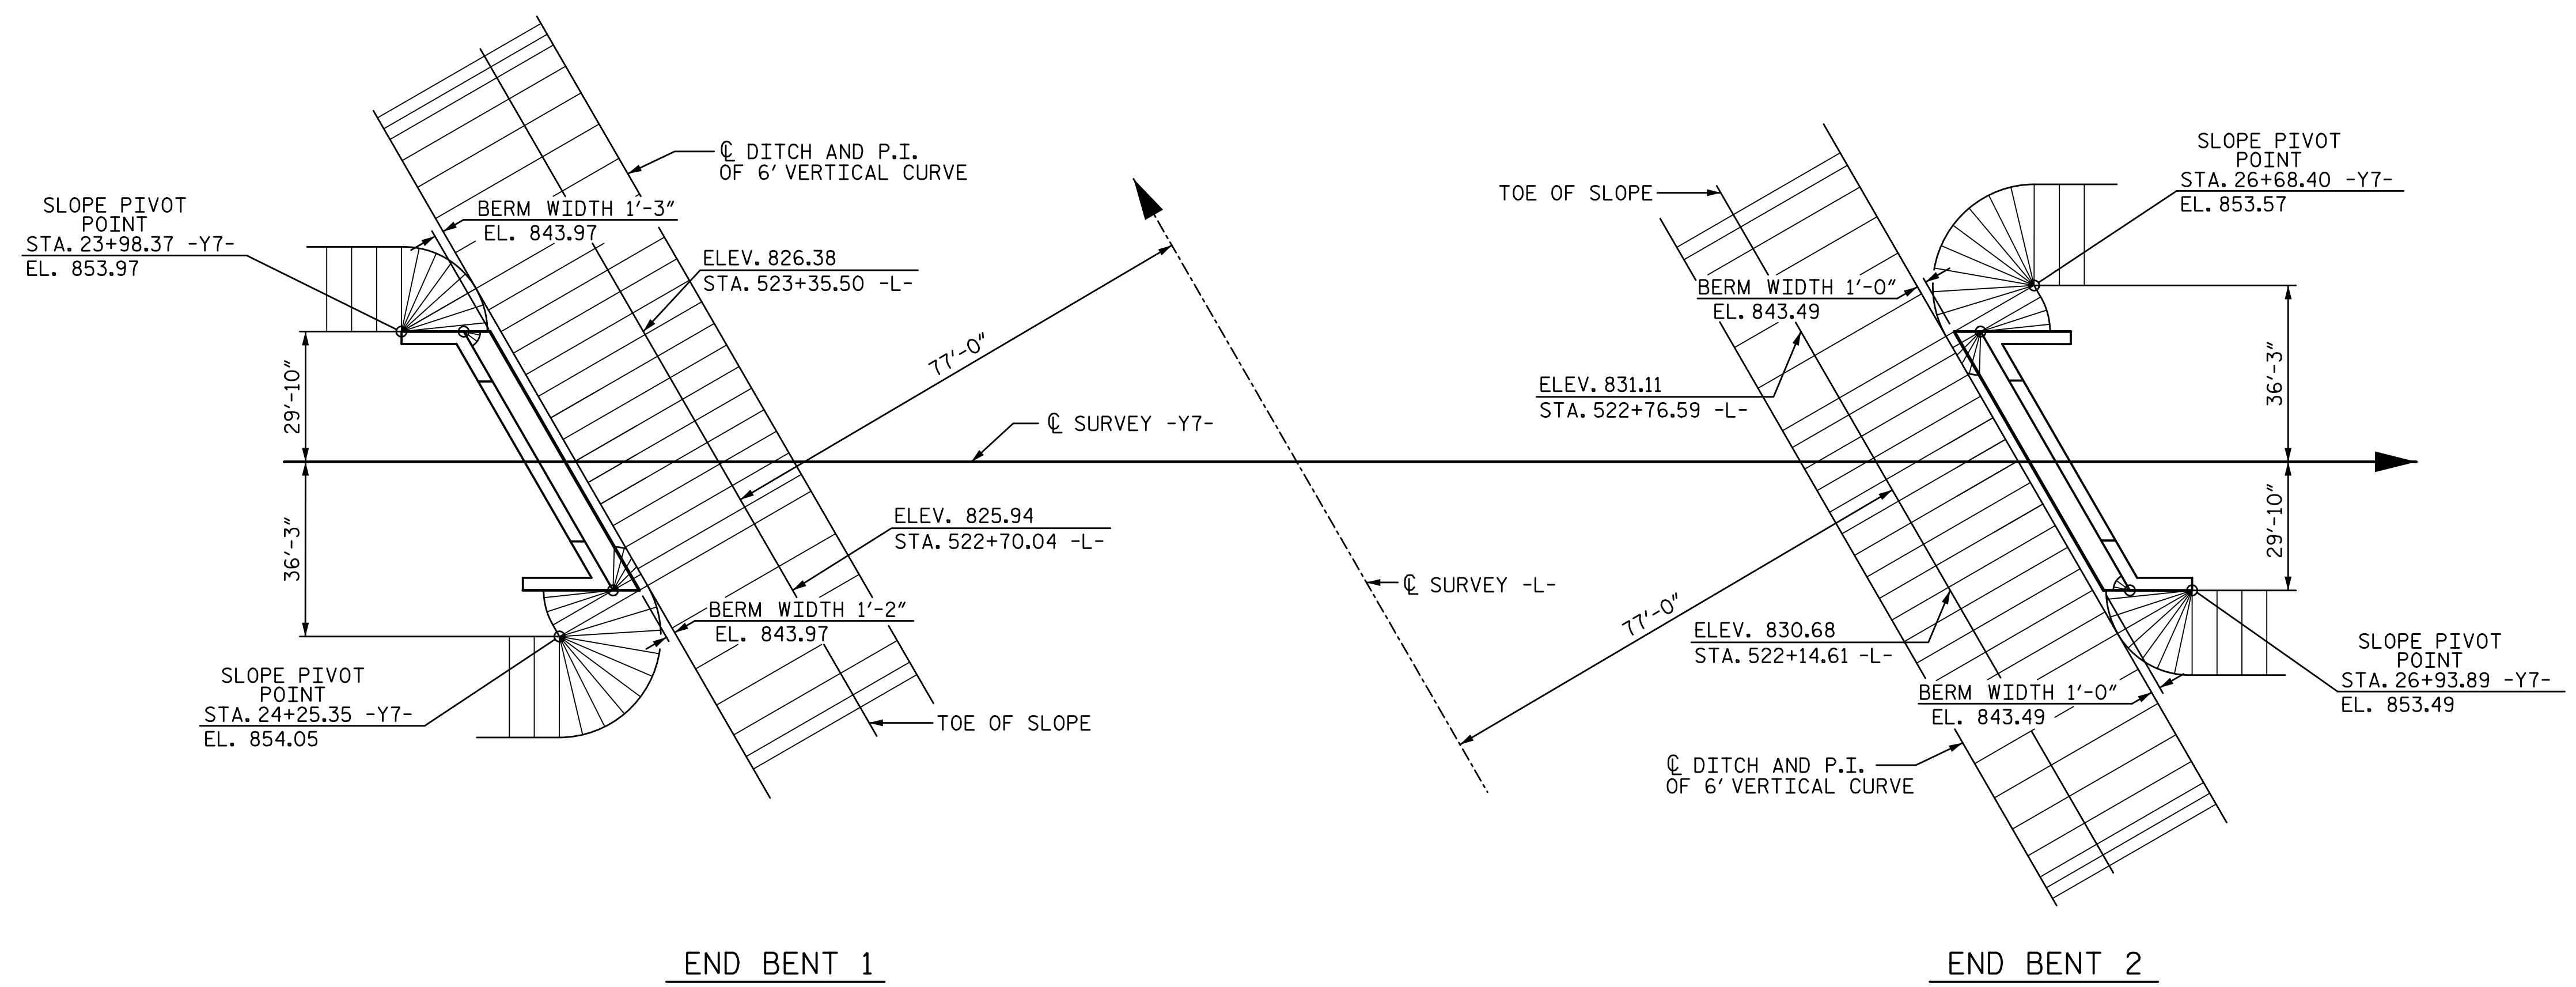 ℄ DITCH AND P.I.
OF 6' VERTICAL CURVE
SLOPE PIVOT
POINT
STA. 23+98.37 -Y7-
EL. 853.97
BERM WIDTH 1'-3"
EL. 843.97
ELEV. 826.38
STA. 523+35.50 -L-
77'-0"
29'-10"
36'-3"
℄ SURVEY -Y7-
ELEV. 825.94
STA. 522+70.04 -L-
BERM WIDTH 1'-2"
EL. 843.97
SLOPE PIVOT
POINT
STA. 24+25.35 -Y7-
EL. 854.05
TOE OF SLOPE
END BENT 1
℄ SURVEY -L-
TOE OF SLOPE
SLOPE PIVOT
POINT
STA. 26+68.40 -Y7-
EL. 853.57
BERM WIDTH 1'-0"
EL. 843.49
ELEV. 831.11
STA. 522+76.59 -L-
36'-3"
29'-10"
77'-0"
ELEV. 830.68
STA. 522+14.61 -L-
SLOPE PIVOT
POINT
STA. 26+93.89 -Y7-
EL. 853.49
BERM WIDTH 1'-0"
EL. 843.49
℄ DITCH AND P.I.
OF 6' VERTICAL CURVE
END BENT 2